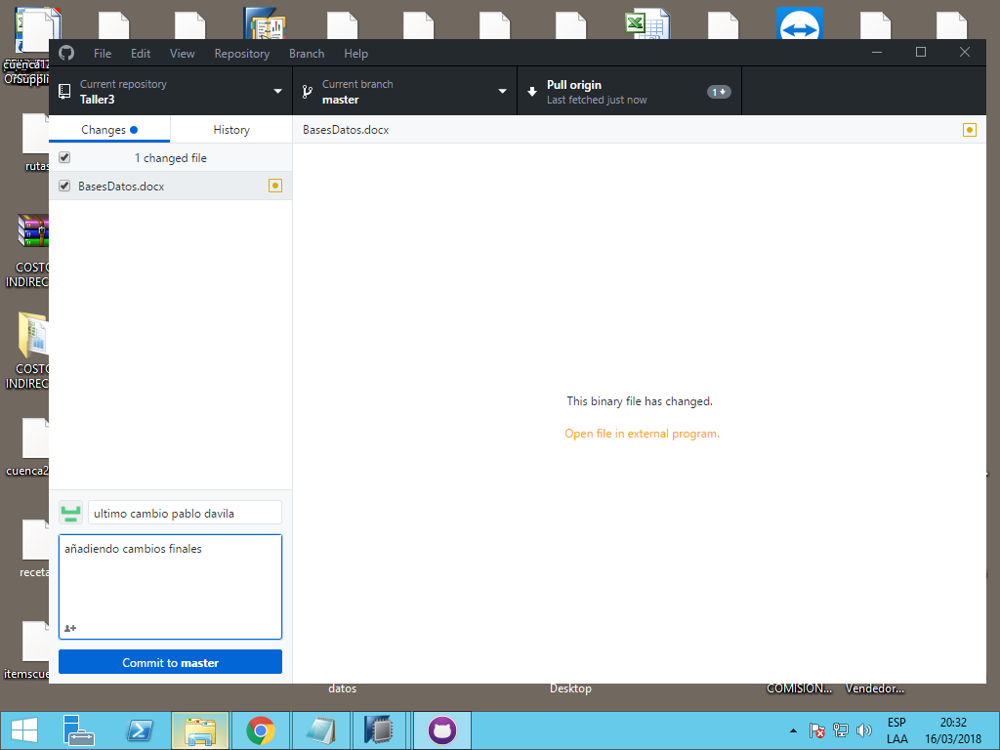 File Edit View Repository Branch Help
Current repository
Taller3
Current branch
master
Pull origin
Last fetched just now
1
Changes
History
BasesDatos.docx
1 changed file
BasesDatos.docx
This binary file has changed.
Open file in external program.
ultimo cambio pablo davila
añadiendo cambios finales
Commit to master
rutas
COSTO
INDIREC
COSTO
INDIREC
cuenca2
receta
itemscue
datos
Desktop
COMISION...
Vendedor...
ESP
LAA
20:32
16/03/2018